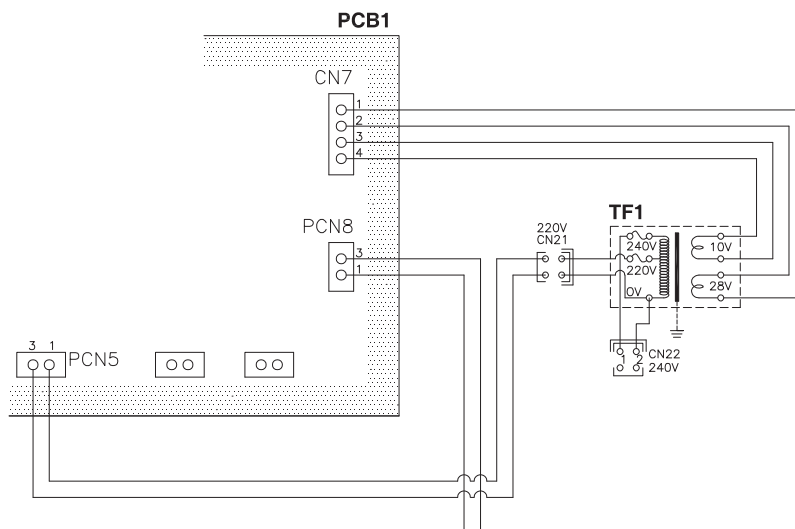 PCB1
CN7
1
2
3
4
PCN8
3
1
3 1
PCN5
220V
CN21
TF1
240V
220V
0V
10V
28V
1 2
CN22
240V